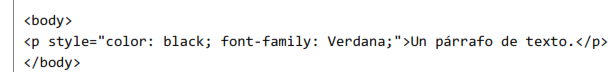 <body>
<p style="color: black; font-family: Verdana;">Un párrafo de texto.</p>
</body>